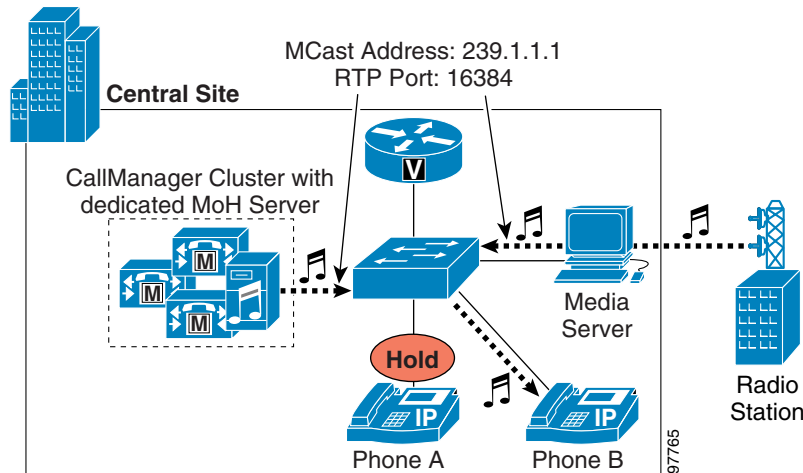 MCast Address: 239.1.1.1
RTP Port: 16384
Central Site
V
CallManager Cluster with
dedicated MoH Server
M
M
M
Media
Server
Hold
IP
IP
Phone A
Phone B
Radio
Station
97765